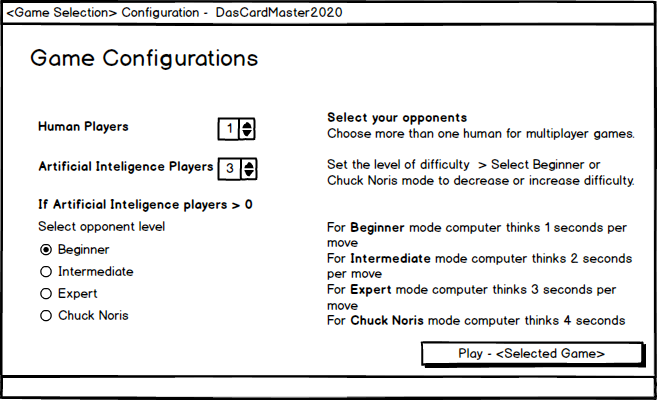 <Game Selection> Configuration - DasCardMaster2020
Game Configurations
Human Players
1
Artificial Inteligence Players
3
If Artificial Inteligence players > 0
Select opponent level
Beginner
Intermediate
Expert
Chuck Noris
Select your opponents
Choose more than one human for multiplayer games.
Set the level of difficulty > Select Beginner or
Chuck Noris mode to decrease or increase difficulty.
For Beginner mode computer thinks 1 seconds per
move
For Intermediate mode computer thinks 2 seconds
per move
For Expert mode computer thinks 3 seconds per
move
For Chuck Noris mode computer thinks 4 seconds
Play - <Selected Game>